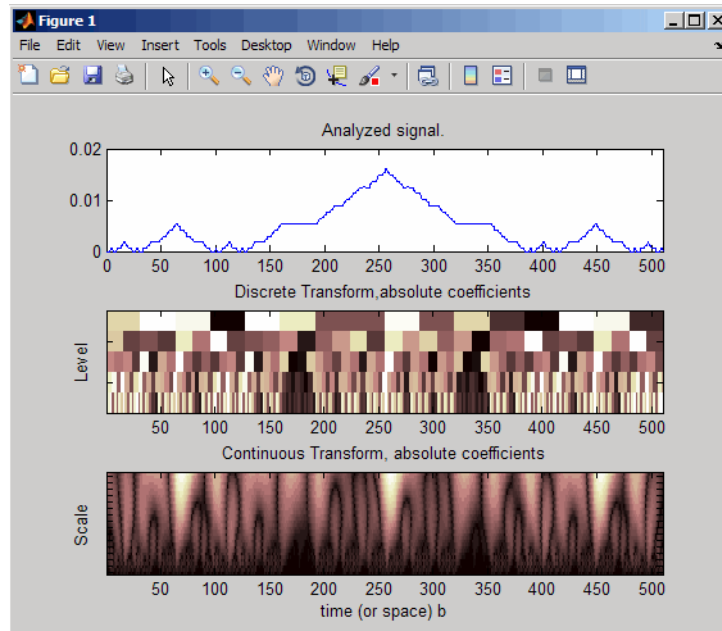 Figure 1
File Edit View Insert Tools Desktop Window Help
Analyzed signal.
0.02
0.01
0
0 50 100 150 200 250 300 350 400 450 500
Discrete Transform,absolute coefficients
Level
50 100 150 200 250 300 350 400 450 500
Continuous Transform, absolute coefficients
Scale
50 100 150 200 250 300 350 400 450 500
time (or space) b